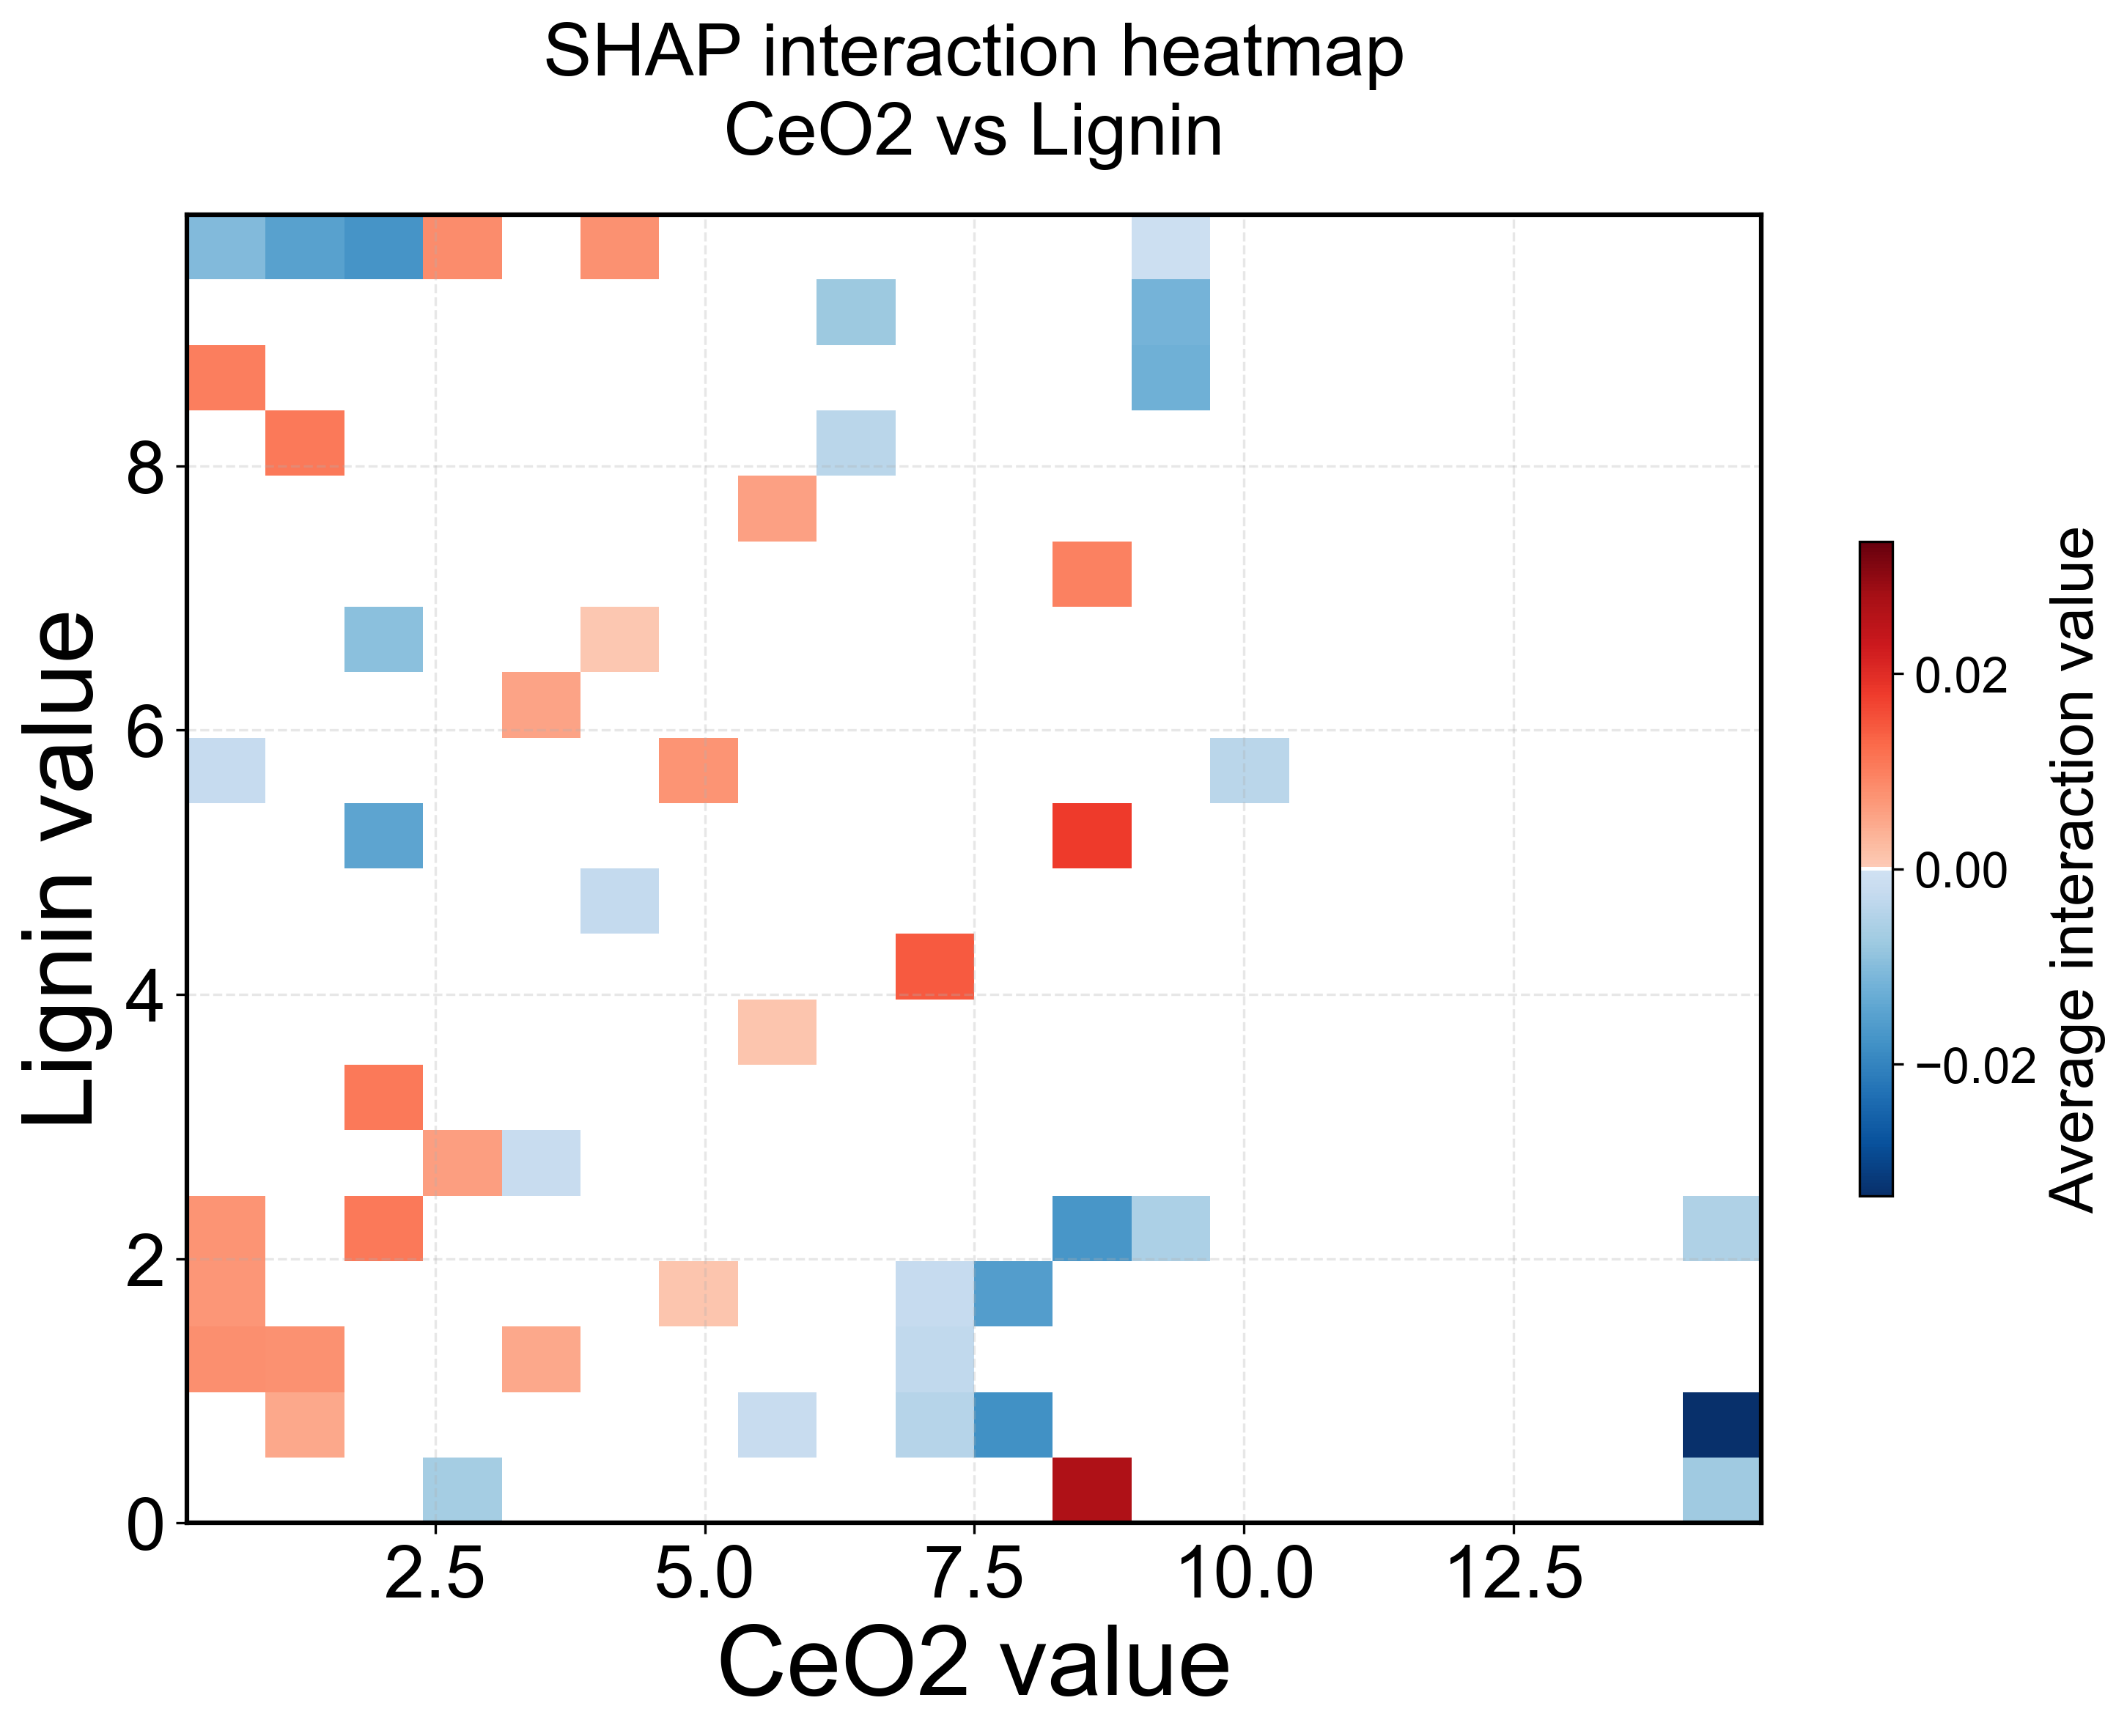 SHAP interaction heatmap
CeO2 vs Lignin
Lignin value
8
6
4
2
0
2.5 5.0 7.5 10.0 12.5
CeO2 value
0.02
0.00
−0.02
Average interaction value